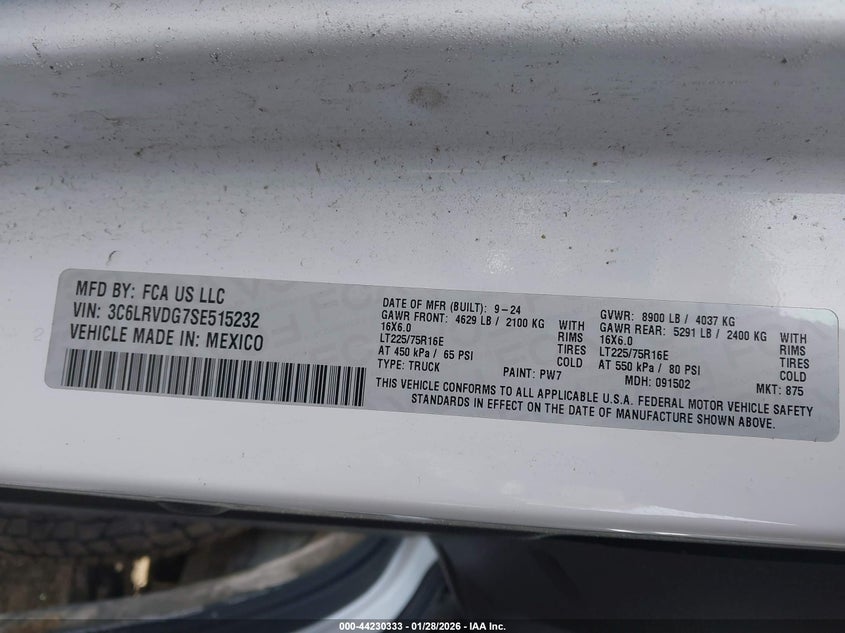 MFD BY: FCA US LLC
VIN: 3C6LRVDG7SE515232
VEHICLE MADE IN: MEXICO
DATE OF MFR (BUILT): 9-24
GAWR FRONT: 4629 LB / 2100 KG WITH
16X6.0 RIMS
LT225/75R16E TIRES
AT 450 kPa / 65 PSI COLD
TYPE: TRUCK PAINT: PW7
GVWR: 8900 LB / 4037 KG
GAWR REAR: 5291 LB / 2400 KG WITH
16X6.0 RIMS
LT225/75R16E TIRES
AT 550 kPa / 80 PSI COLD
MDH: 091502 MKT: 875
THIS VEHICLE CONFORMS TO ALL APPLICABLE U.S.A. FEDERAL MOTOR VEHICLE SAFETY
STANDARDS IN EFFECT ON THE DATE OF MANUFACTURE SHOWN ABOVE.
000-44230333 - 01/28/2026 - IAA Inc.